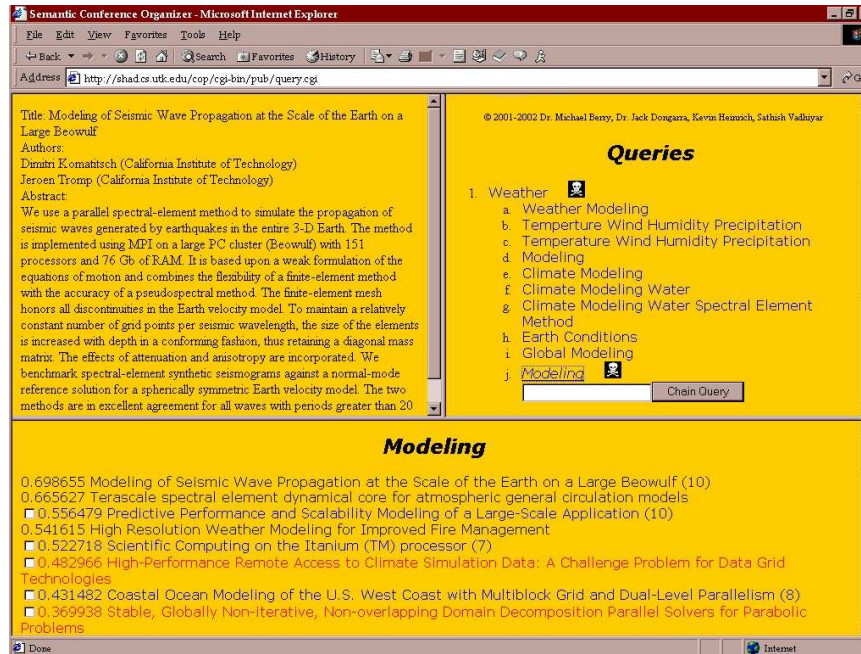 Semantic Conference Organizer - Microsoft Internet Explorer
File Edit View Favorites Tools Help
Back Search Favorites History
Address http://shad.cs.utk.edu/cop/cgi-bin/pub/query.cgi
Title: Modeling of Seismic Wave Propagation at the Scale of the Earth on a
Large Beowulf
Authors:
Dimitri Komatitsch (California Institute of Technology)
Jeroen Tromp (California Institute of Technology)
Abstract:
We use a parallel spectral-element method to simulate the propagation of
seismic waves generated by earthquakes in the entire 3-D Earth. The method
is implemented using MPI on a large PC cluster (Beowulf) with 151
processors and 76 Gb of RAM. It is based upon a weak formulation of the
equations of motion and combines the flexibility of a finite-element method
with the accuracy of a pseudospectral method. The finite-element mesh
honors all discontinuities in the Earth velocity model. To maintain a relatively
constant number of grid points per seismic wavelength, the size of the elements
is increased with depth in a conforming fashion, thus retaining a diagonal mass
matrix. The effects of attenuation and anisotropy are incorporated. We
benchmark spectral-element synthetic seismograms against a normal-mode
reference solution for a spherically symmetric Earth velocity model. The two
methods are in excellent agreement for all waves with periods greater than 20
© 2001-2002 Dr. Michael Berry, Dr. Jack Dongarra, Kevin Heinrich, Sathish Vadhiyar
Queries
1. Weather
a. Weather Modeling
b. Temperture Wind Humidity Precipitation
c. Temperature Wind Humidity Precipitation
d. Modeling
e. Climate Modeling
f. Climate Modeling Water
g. Climate Modeling Water Spectral Element
Method
h. Earth Conditions
i. Global Modeling
j. Modeling
Chain Query
Modeling
0.698655 Modeling of Seismic Wave Propagation at the Scale of the Earth on a Large Beowulf (10)
0.665627 Terascale spectral element dynamical core for atmospheric general circulation models
0.556479 Predictive Performance and Scalability Modeling of a Large-Scale Application (10)
0.541615 High Resolution Weather Modeling for Improved Fire Management
0.522718 Scientific Computing on the Itanium (TM) processor (7)
0.482966 High-Performance Remote Access to Climate Simulation Data: A Challenge Problem for Data Grid
Technologies
0.431482 Coastal Ocean Modeling of the U.S. West Coast with Multiblock Grid and Dual-Level Parallelism (8)
0.369938 Stable, Globally Non-iterative, Non-overlapping Domain Decomposition Parallel Solvers for Parabolic
Problems
Done
Internet